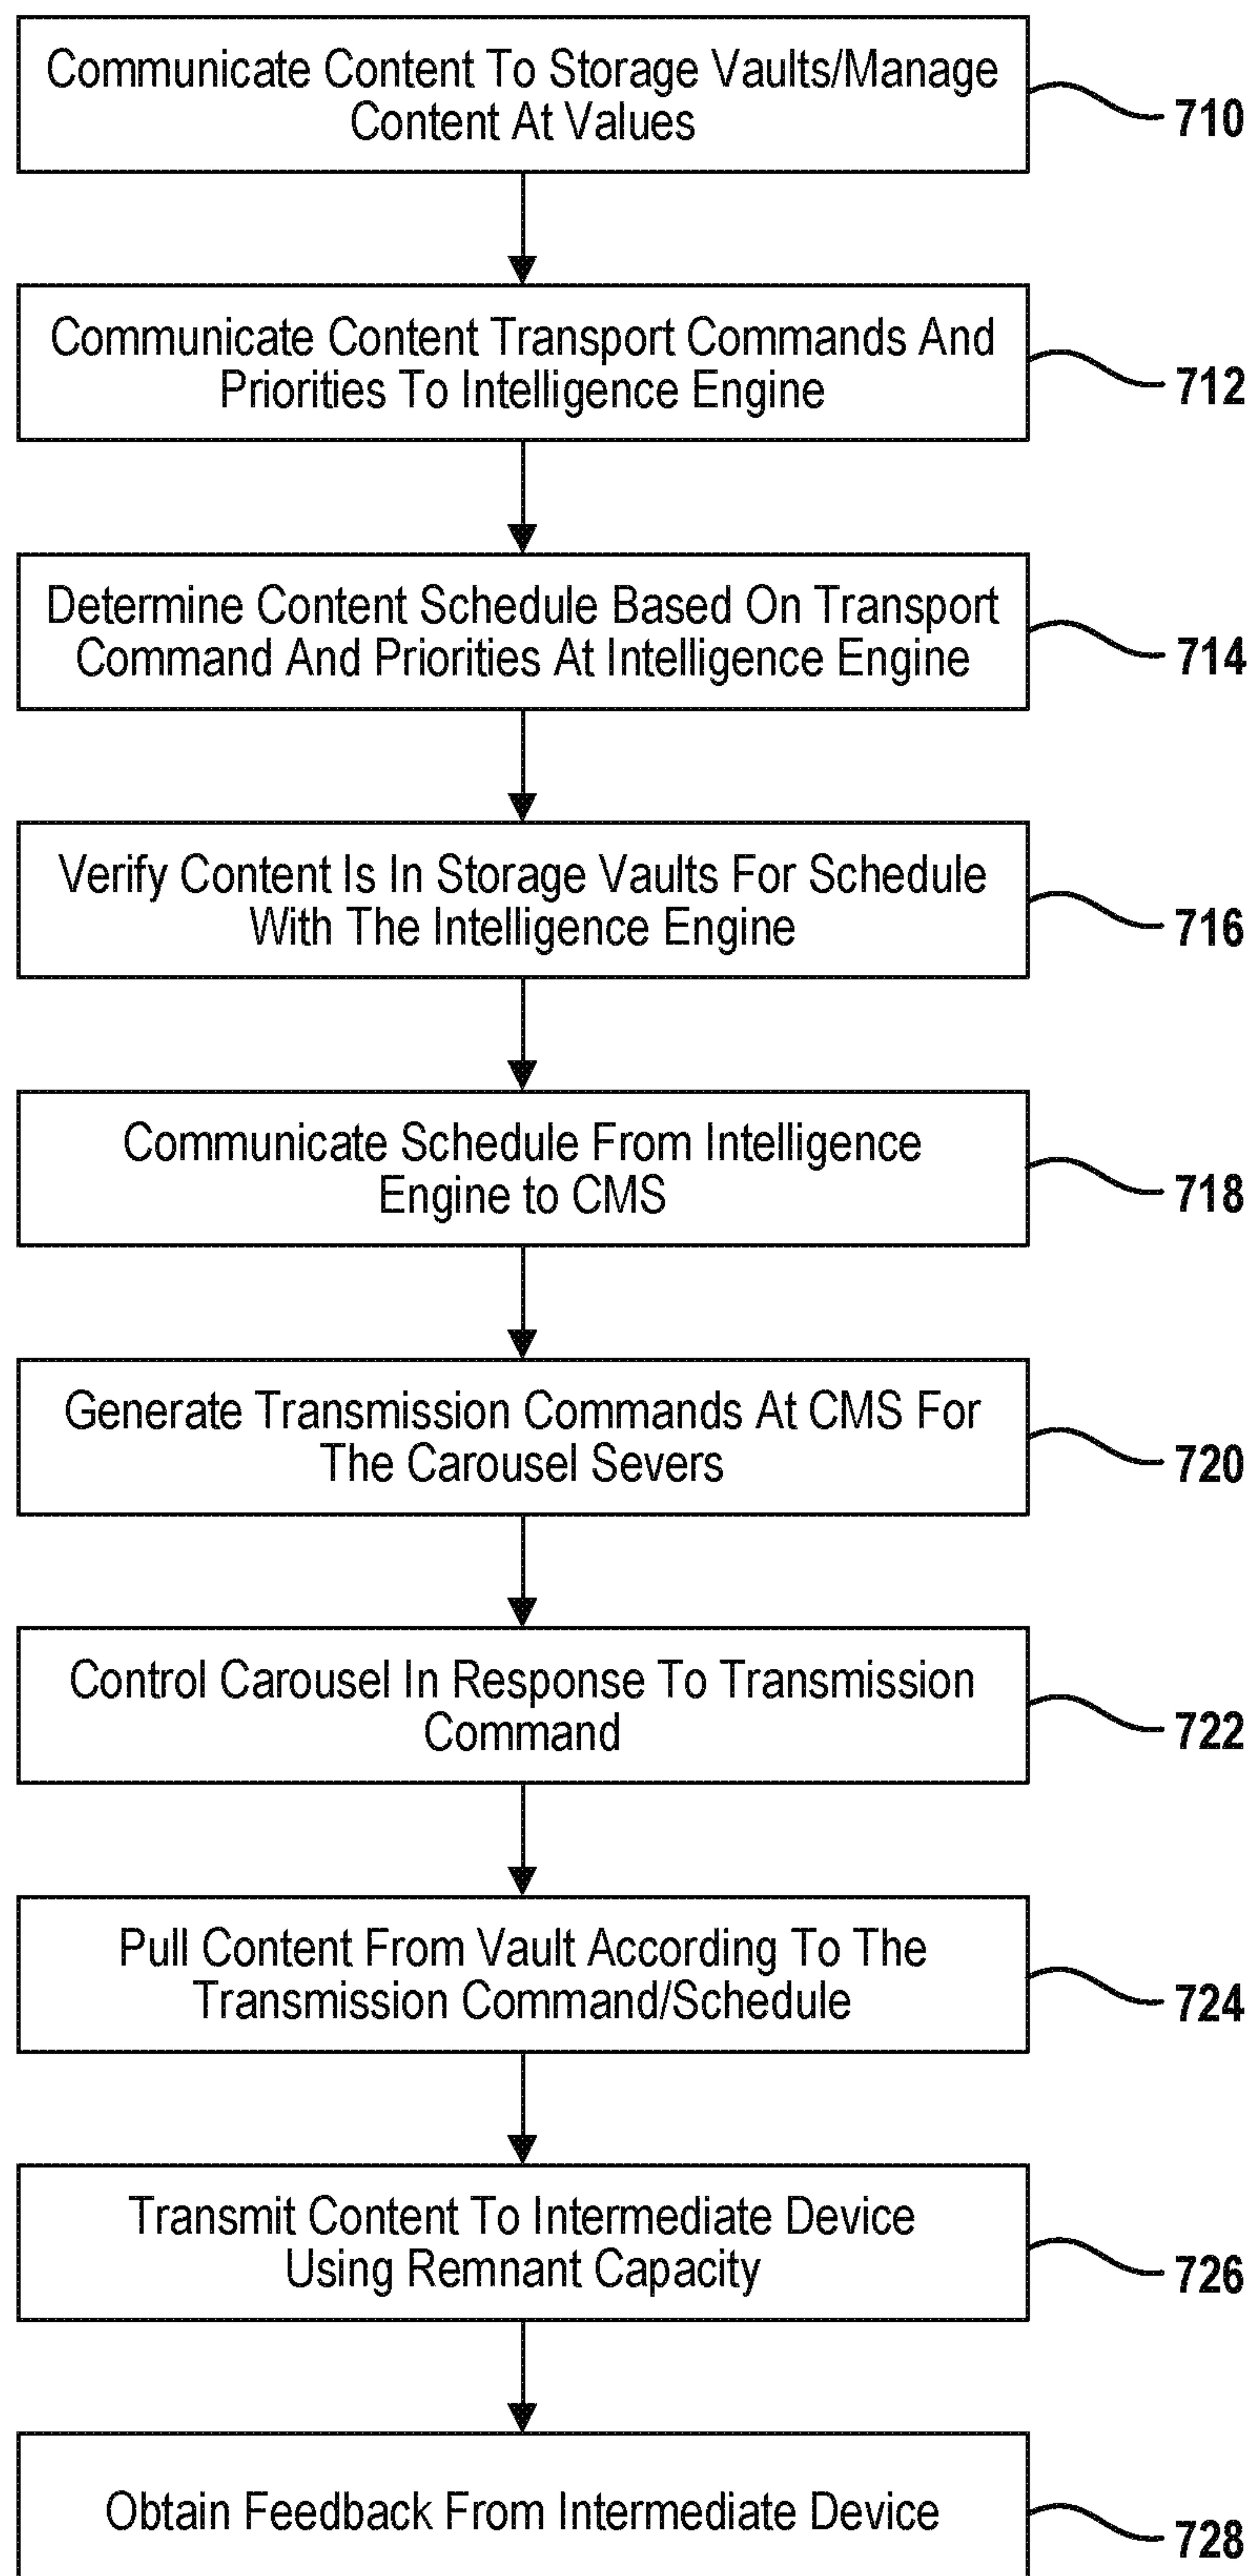 Communicate Content To Storage Vaults/Manage
Content At Values
710
Communicate Content Transport Commands And
Priorities To Intelligence Engine
712
Determine Content Schedule Based On Transport
Command And Priorities At Intelligence Engine
714
Verify Content Is In Storage Vaults For Schedule
With The Intelligence Engine
716
Communicate Schedule From Intelligence
Engine to CMS
718
Generate Transmission Commands At CMS For
The Carousel Severs
720
Control Carousel In Response To Transmission
Command
722
Pull Content From Vault According To The
Transmission Command/Schedule
724
Transmit Content To Intermediate Device
Using Remnant Capacity
726
Obtain Feedback From Intermediate Device
728